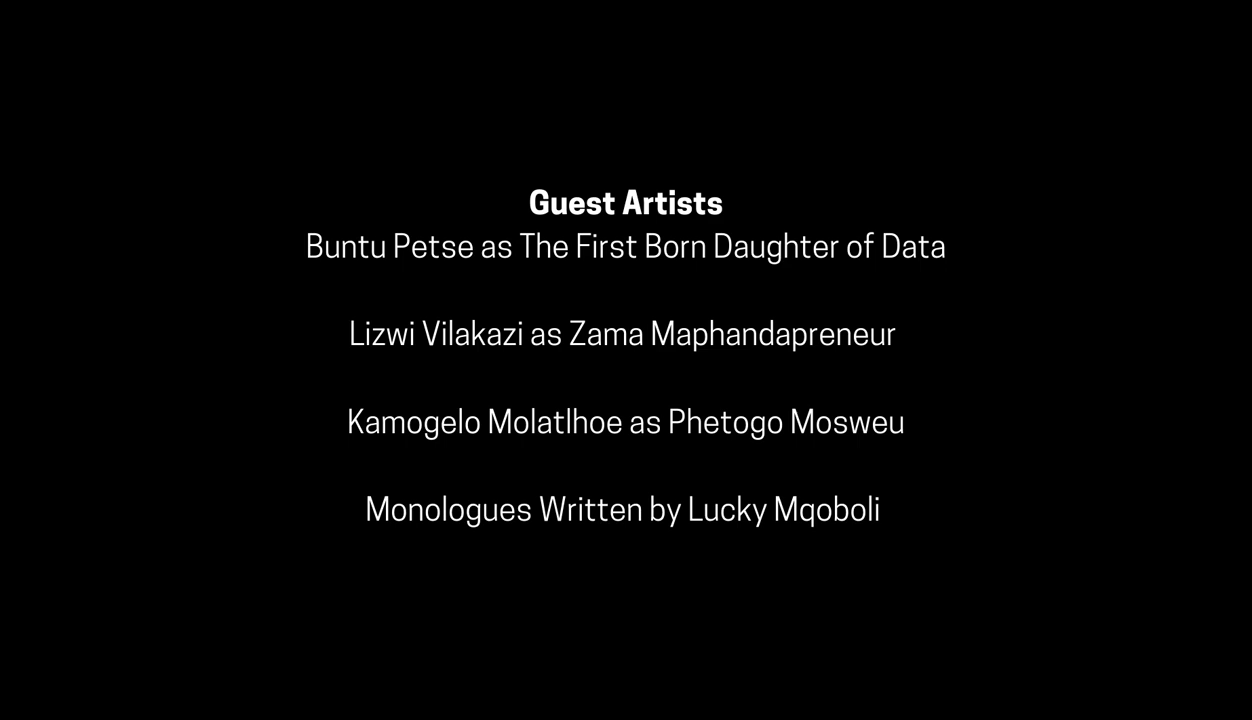 Guest Artists
Buntu Petse as The First Born Daughter of Data
Lizwi Vilakazi as Zama Maphandapreneur
Kamogelo Molatlhoe as Phetogo Mosweu
Monologues Written by Lucky Mqoboli